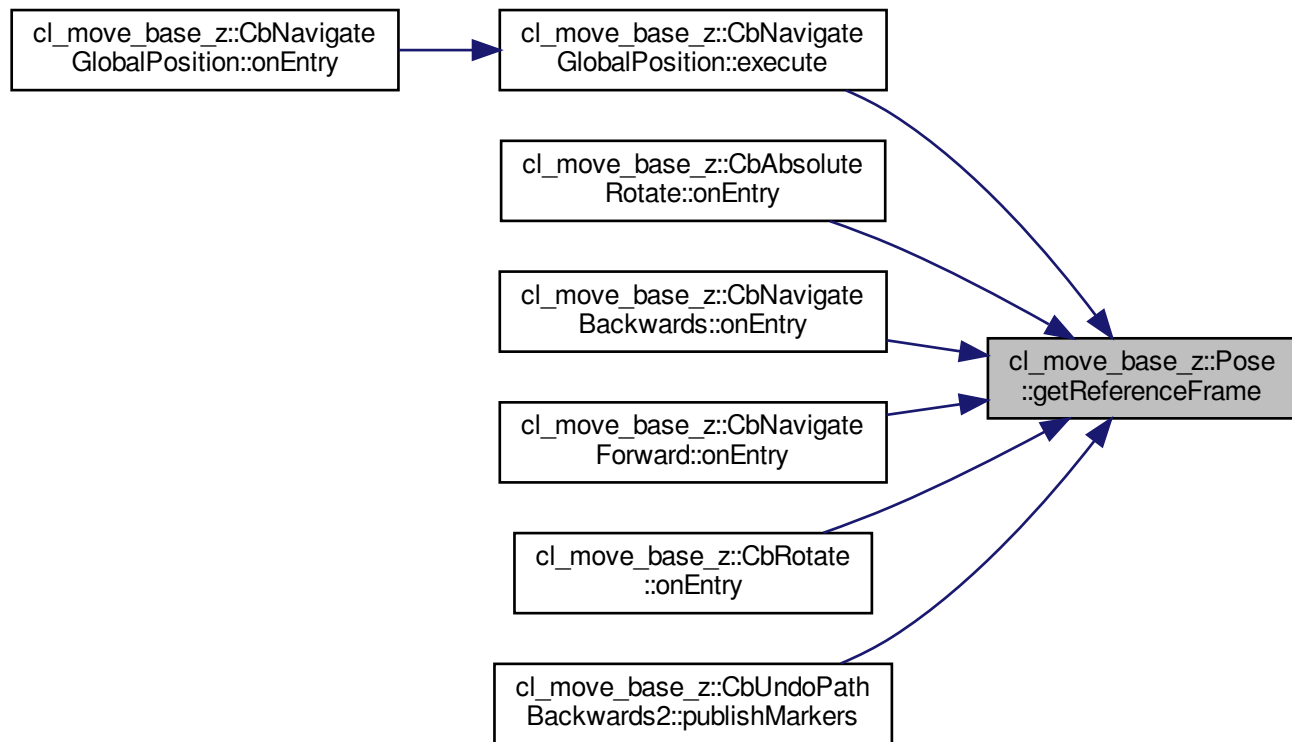 cl_move_base_z::CbNavigate
GlobalPosition::onEntry
cl_move_base_z::CbNavigate
GlobalPosition::execute
cl_move_base_z::CbAbsolute
Rotate::onEntry
cl_move_base_z::CbNavigate
Backwards::onEntry
cl_move_base_z::Pose
::getReferenceFrame
cl_move_base_z::CbNavigate
Forward::onEntry
cl_move_base_z::CbRotate
::onEntry
cl_move_base_z::CbUndoPath
Backwards2::publishMarkers